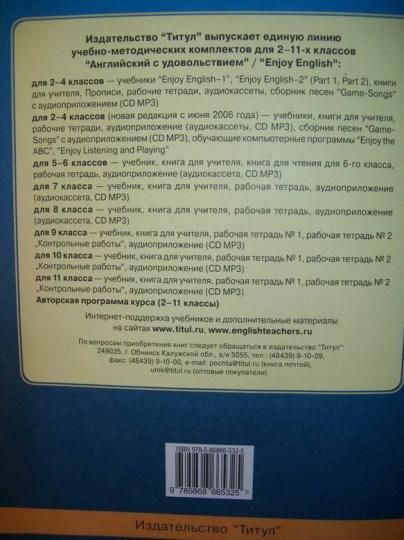 Издательство "Титул" выпускает единую линию
учебно-методических комплектов для 2–11-х классов
"Английский с удовольствием" / "Enjoy English":
для 2–4 классов — учебники "Enjoy English–1", "Enjoy English–2" (Part 1, Part 2), книги
для учителя, Прописи, рабочие тетради, аудиокассеты, сборник песен "Game-Songs"
с аудиоприложением (CD MP3)
для 2–4 классов (новая редакция с июня 2006 года) — учебники, книги для учителя,
рабочие тетради, аудиоприложение (аудиокассеты, CD MP3), сборник песен "Game-
Songs" с аудиоприложением (CD MP3), обучающие компьютерные программы "Enjoy the
ABC", "Enjoy Listening and Playing"
для 5–6 классов — учебник, книга для учителя, книга для чтения для 6-го класса,
рабочая тетрадь, аудиоприложение (аудиокассета, CD MP3)
для 7 класса — учебник, книга для учителя, рабочая тетрадь, аудиоприложение
(аудиокассета, CD MP3)
для 8 класса — учебник, книга для учителя, рабочая тетрадь, аудиоприложение
(аудиокассета, CD MP3)
для 9 класса — учебник, книга для учителя, рабочая тетрадь № 1, рабочая тетрадь № 2
„Контрольные работы", аудиоприложение (CD MP3)
для 10 класса — учебник, книга для учителя, рабочая тетрадь № 1, рабочая тетрадь № 2
„Контрольные работы", аудиоприложение (CD MP3)
для 11 класса — учебник, книга для учителя, рабочая тетрадь № 1, рабочая тетрадь № 2
„Контрольные работы", аудиоприложение (CD MP3)
Авторская программа курса (2–11 классы)
Интернет-поддержка учебников и дополнительные материалы
на сайтах www.titul.ru, www.englishteachers.ru
По вопросам приобретения книг следует обращаться в издательство "Титул":
249035, г. Обнинск Калужской обл., а/я 5055, тел.: (48439) 9-10-09,
факс: (48439) 9-10-00, e-mail: pochta@titul.ru (книга почтой),
umk@titul.ru (оптовые покупатели).
ISBN 978-5-86866-532-5
9 785868 665325
Издательство "Титул"